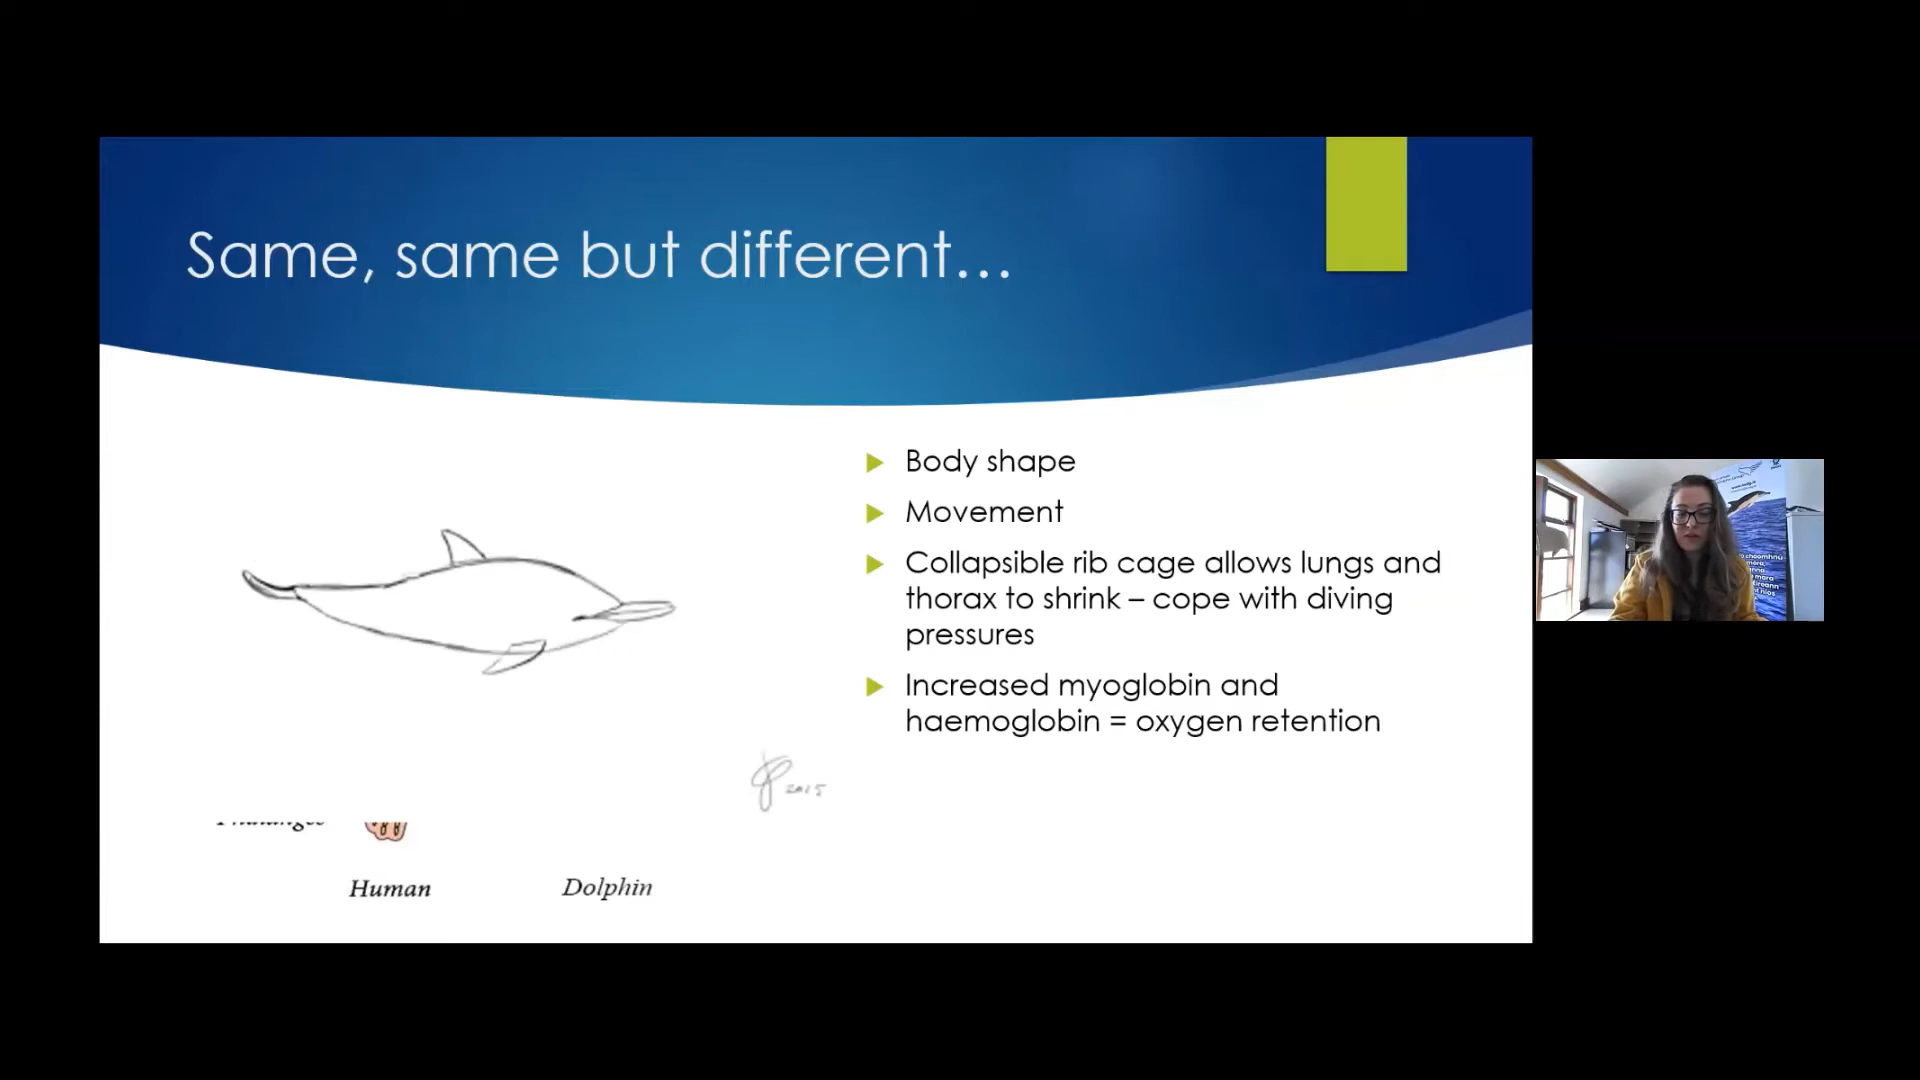 Same, same but different...
Body shape
Movement
Collapsible rib cage allows lungs and
thorax to shrink – cope with diving
pressures
Increased myoglobin and
haemoglobin = oxygen retention
2015
Human
Dolphin